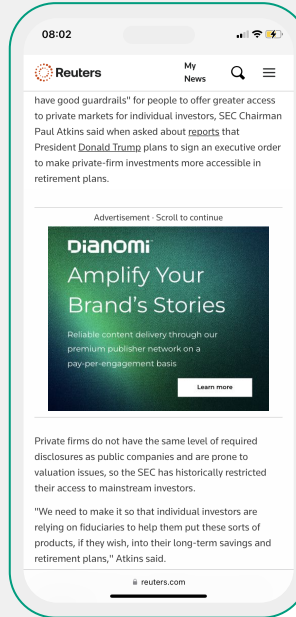 08:02
Reuters
My
News
have good guardrails" for people to offer greater access
to private markets for individual investors, SEC Chairman
Paul Atkins said when asked about reports that
President Donald Trump plans to sign an executive order
to make private-firm investments more accessible in
retirement plans.
Advertisement · Scroll to continue
DIANOMI
Amplify Your
Brand's Stories
Reliable content delivery through our
premium publisher network on a
pay-per-engagement basis
Learn more
Private firms do not have the same level of required
disclosures as public companies and are prone to
valuation issues, so the SEC has historically restricted
their access to mainstream investors.
"We need to make it so that individual investors are
relying on fiduciaries to help them put these sorts of
products, if they wish, into their long-term savings and
retirement plans," Atkins said.
reuters.com